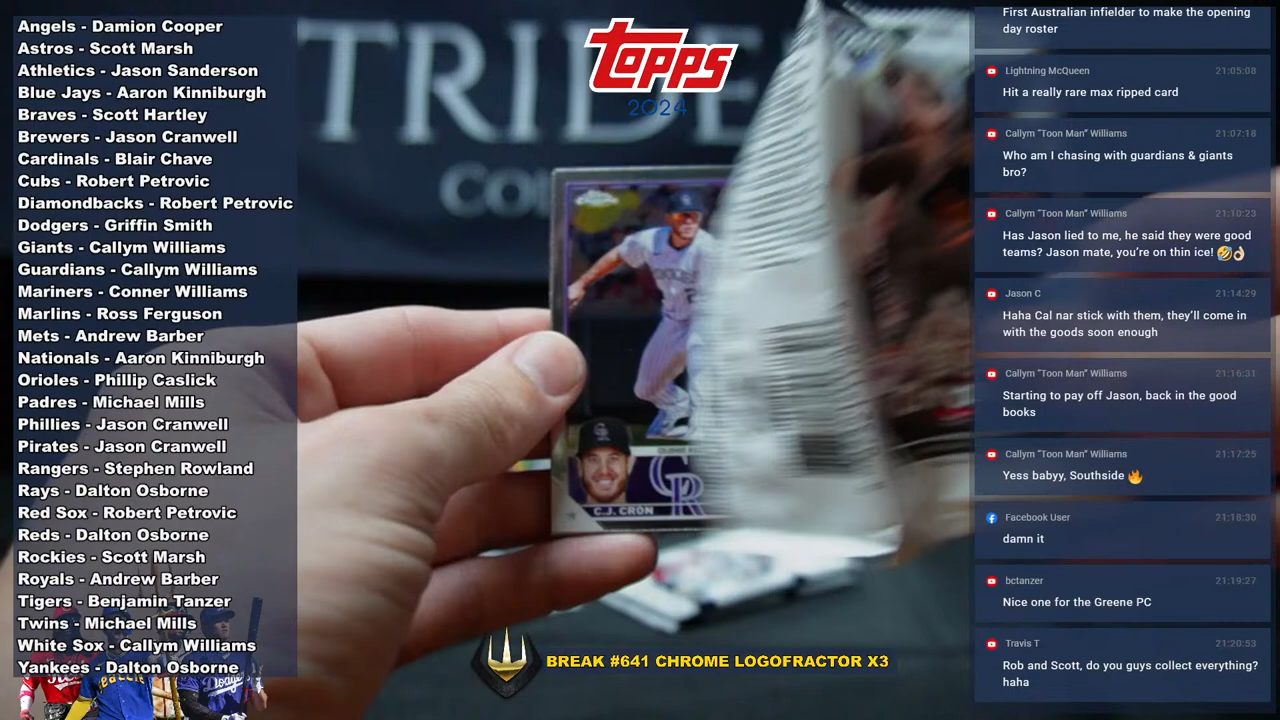 Angels - Damion Cooper
Astros - Scott Marsh
Athletics - Jason Sanderson
Blue Jays - Aaron Kinniburgh
Braves - Scott Hartley
Brewers - Jason Cranwell
Cardinals - Blair Chave
Cubs - Robert Petrovic
Diamondbacks - Robert Petrovic
Dodgers - Griffin Smith
Giants - Callym Williams
Guardians - Callym Williams
Mariners - Conner Williams
Marlins - Ross Ferguson
Mets - Andrew Barber
Nationals - Aaron Kinniburgh
Orioles - Phillip Caslick
Padres - Michael Mills
Phillies - Jason Cranwell
Pirates - Jason Cranwell
Rangers - Stephen Rowland
Rays - Dalton Osborne
Red Sox - Robert Petrovic
Reds - Dalton Osborne
Rockies - Scott Marsh
Royals - Andrew Barber
Tigers - Benjamin Tanzer
Twins - Michael Mills
White Sox - Callym Williams
Yankees - Dalton Osborne
TRIDE
CO
topps
2024
Chrome
CR
C.J. CRON
BREAK #641 CHROME LOGOFRACTOR X3
First Australian infielder to make the opening
day roster
Lightning McQueen 21:05:08
Hit a really rare max ripped card
Callym "Toon Man" Williams 21:07:18
Who am I chasing with guardians & giants
bro?
Callym "Toon Man" Williams 21:10:23
Has Jason lied to me, he said they were good
teams? Jason mate, you're on thin ice! 🤣👌🏻
Jason C 21:14:29
Haha Cal nar stick with them, they'll come in
with the goods soon enough
Callym "Toon Man" Williams 21:16:31
Starting to pay off Jason, back in the good
books
Callym "Toon Man" Williams 21:17:25
Yess babyy, Southside 🔥
Facebook User 21:18:30
damn it
bctanzer 21:19:27
Nice one for the Greene PC
Travis T 21:20:53
Rob and Scott, do you guys collect everything?
haha